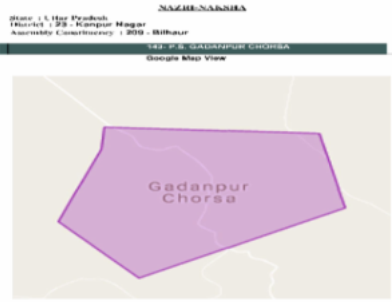 NAZRI-NAKSHA
State : Uttar Pradesh
District : 23 - Kanpur Nagar
Assembly Constituency : 209 - Bilhaur
143- P.S. GADANPUR CHORSA
Google Map View
Gadanpur
Chorsa